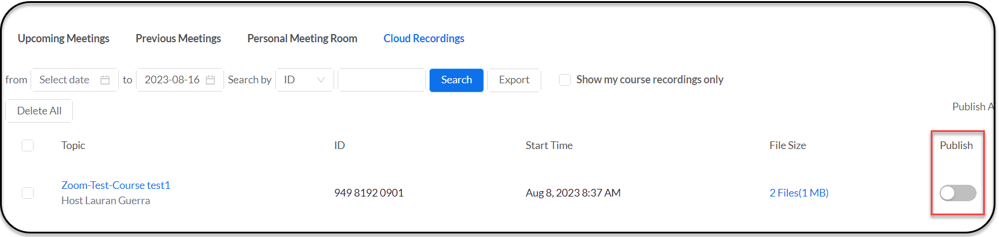 Upcoming Meetings Previous Meetings Personal Meeting Room Cloud Recordings
from Select date to 2023-08-16 Search by ID Search Export Show my course recordings only
Delete All
Publish A
Topic ID Start Time File Size Publish
Zoom-Test-Course test1
Host Lauran Guerra
949 8192 0901 Aug 8, 2023 8:37 AM 2 Files(1 MB)